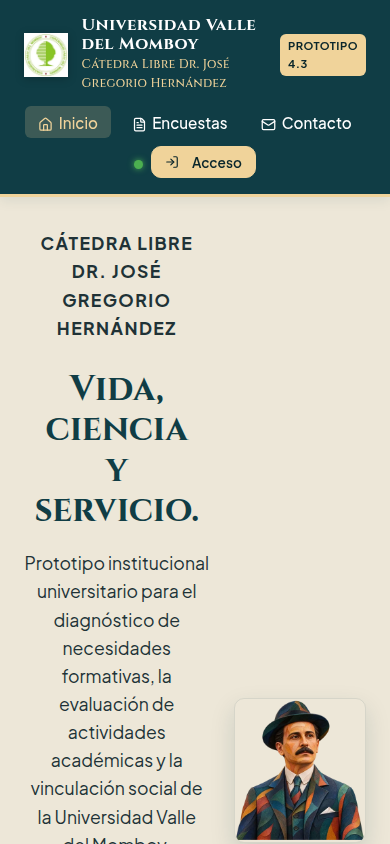 Universidad Valle
del Momboy
Cátedra Libre Dr. José
Gregorio Hernández
PROTOTIPO
4.3
Inicio
Encuestas
Contacto
Acceso
CÁTEDRA LIBRE
DR. JOSÉ
GREGORIO
HERNÁNDEZ
Vida,
ciencia
y
servicio.
Prototipo institucional
universitario para el
diagnóstico de
necesidades
formativas, la
evaluación de
actividades
académicas y la
vinculación social de
la Universidad Valle
del Momboy